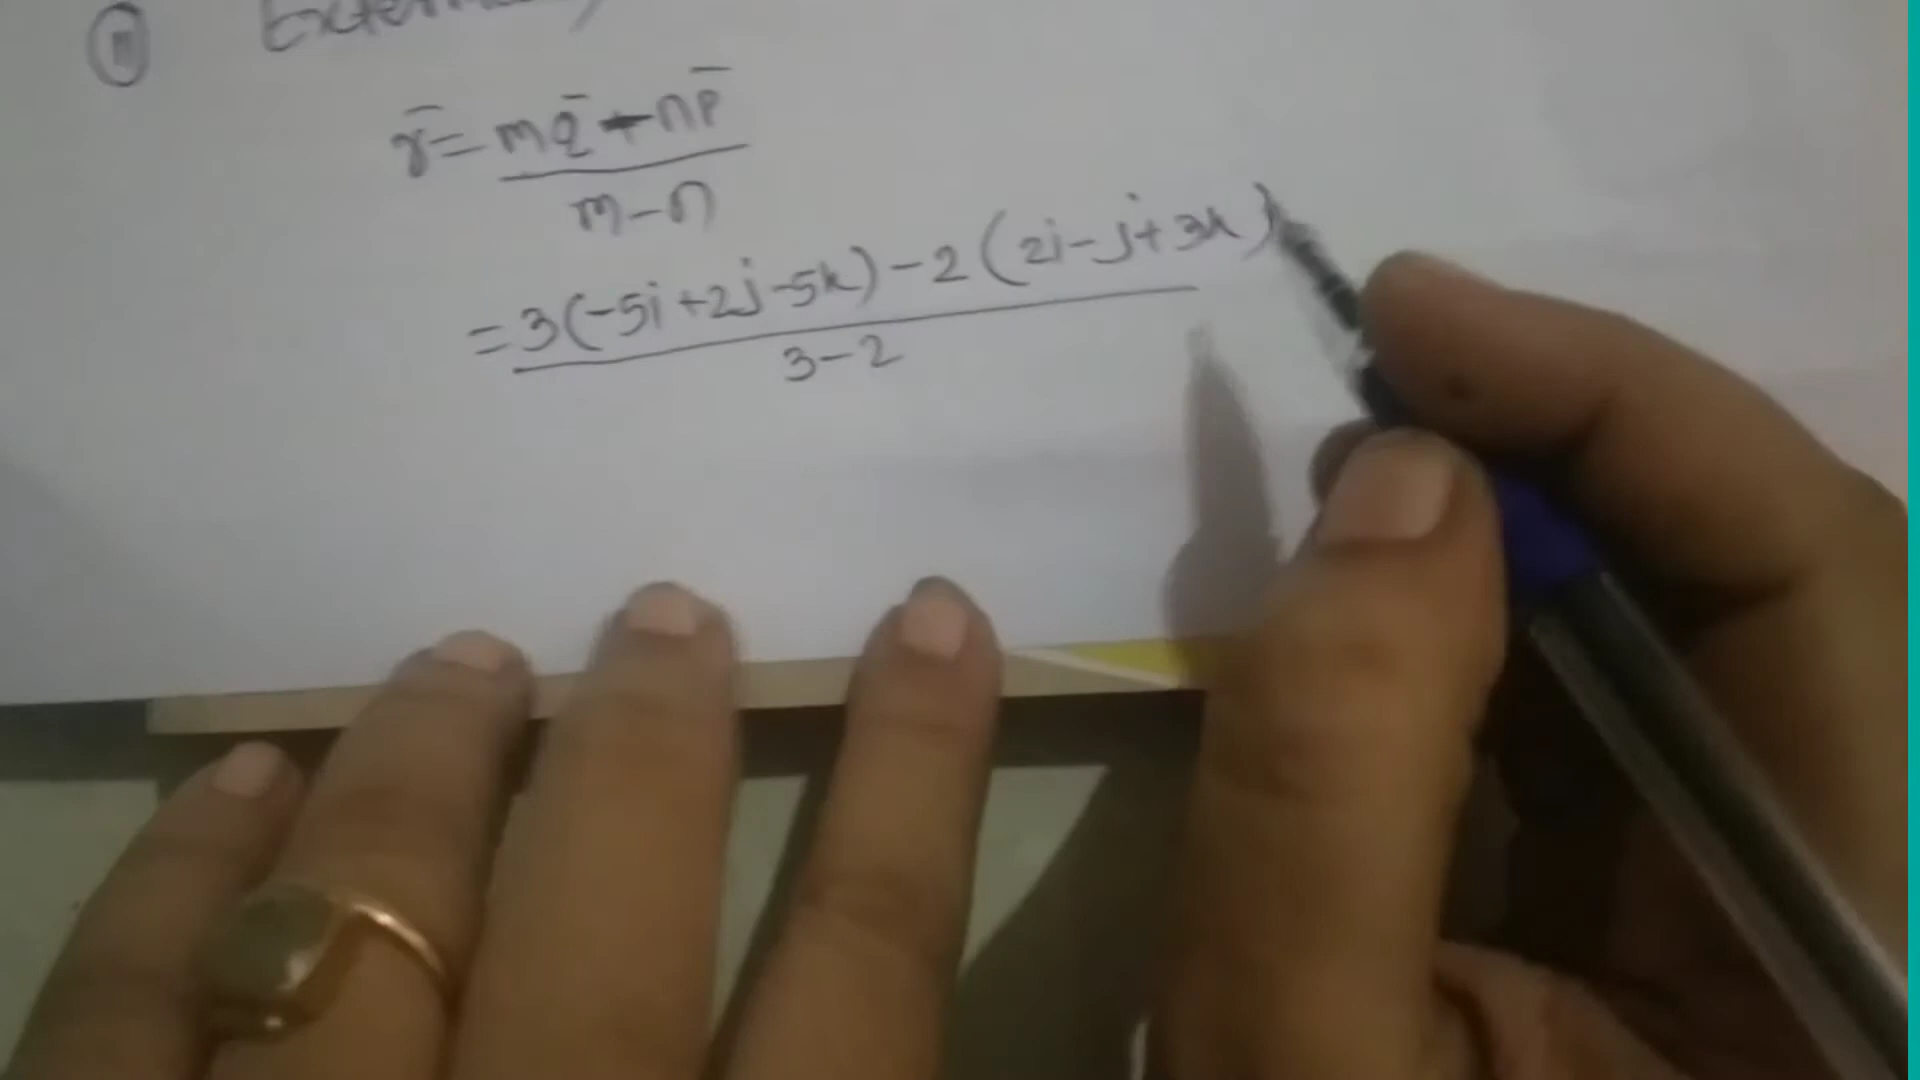 r̄ = mq̄ - np̄
m-n
= 3(-5i+2j-5k)-2(2i-j+3k)
3-2